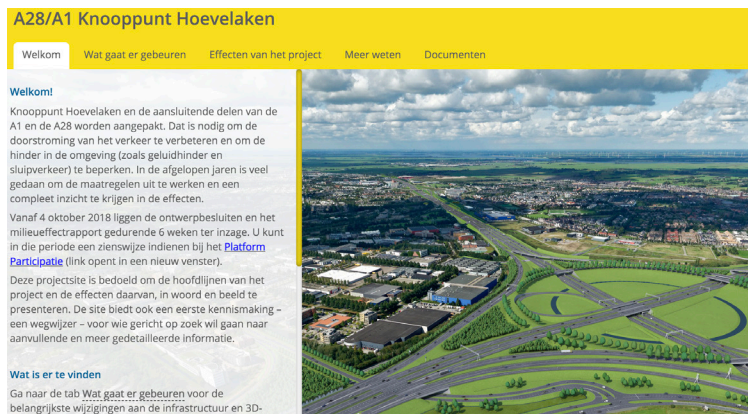 A28/A1 Knooppunt Hoevelaken
Welkom Wat gaat er gebeuren Effecten van het project Meer weten Documenten
Welkom!
Knooppunt Hoevelaken en de aansluitende delen van de
A1 en de A28 worden aangepakt. Dat is nodig om de
doorstroming van het verkeer te verbeteren en om de
hinder in de omgeving (zoals geluidhinder en
sluipverkeer) te beperken. In de afgelopen jaren is veel
gedaan om de maatregelen uit te werken en een
compleet inzicht te krijgen in de effecten.
Vanaf 4 oktober 2018 liggen de ontwerpbesluiten en het
milieueffectrapport gedurende 6 weken ter inzage. U kunt
in die periode een zienswijze indienen bij het Platform
Participatie (link opent in een nieuw venster).
Deze projectsite is bedoeld om de hoofdlijnen van het
project en de effecten daarvan, in woord en beeld te
presenteren. De site biedt ook een eerste kennismaking –
een wegwijzer – voor wie gericht op zoek wil gaan naar
aanvullende en meer gedetailleerde informatie.
Wat is er te vinden
Ga naar de tab Wat gaat er gebeuren voor de
belangrijkste wijzigingen aan de infrastructuur en 3D-